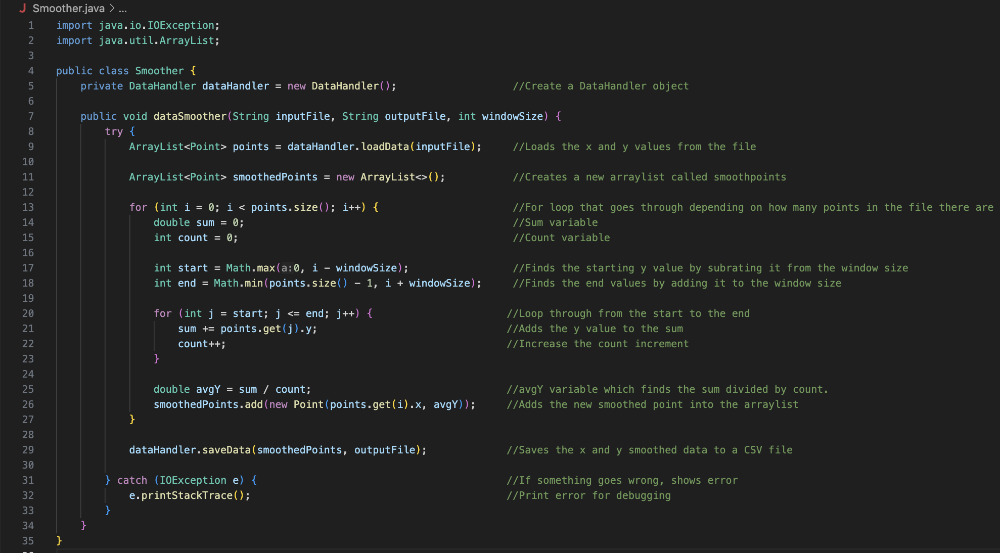 J Smoother.java > ...
1 import java.io.IOException;
2 import java.util.ArrayList;
3
4 public class Smoother {
5 private DataHandler dataHandler = new DataHandler(); //Create a DataHandler object
6
7 public void dataSmoother(String inputFile, String outputFile, int windowSize) {
8 try {
9 ArrayList<Point> points = dataHandler.loadData(inputFile); //Loads the x and y values from the file
10
11 ArrayList<Point> smoothedPoints = new ArrayList<>(); //Creates a new arraylist called smoothpoints
12
13 for (int i = 0; i < points.size(); i++) { //For loop that goes through depending on how many points in the file there are
14 double sum = 0; //Sum variable
15 int count = 0; //Count variable
16
17 int start = Math.max(a:0, i - windowSize); //Finds the starting y value by subrating it from the window size
18 int end = Math.min(points.size() - 1, i + windowSize); //Finds the end values by adding it to the window size
19
20 for (int j = start; j <= end; j++) { //Loop through from the start to the end
21 sum += points.get(j).y; //Adds the y value to the sum
22 count++; //Increase the count increment
23 }
24
25 double avgY = sum / count; //avgY variable which finds the sum divided by count.
26 smoothedPoints.add(new Point(points.get(i).x, avgY)); //Adds the new smoothed point into the arraylist
27 }
28
29 dataHandler.saveData(smoothedPoints, outputFile); //Saves the x and y smoothed data to a CSV file
30
31 } catch (IOException e) { //If something goes wrong, shows error
32 e.printStackTrace(); //Print error for debugging
33 }
34 }
35 }